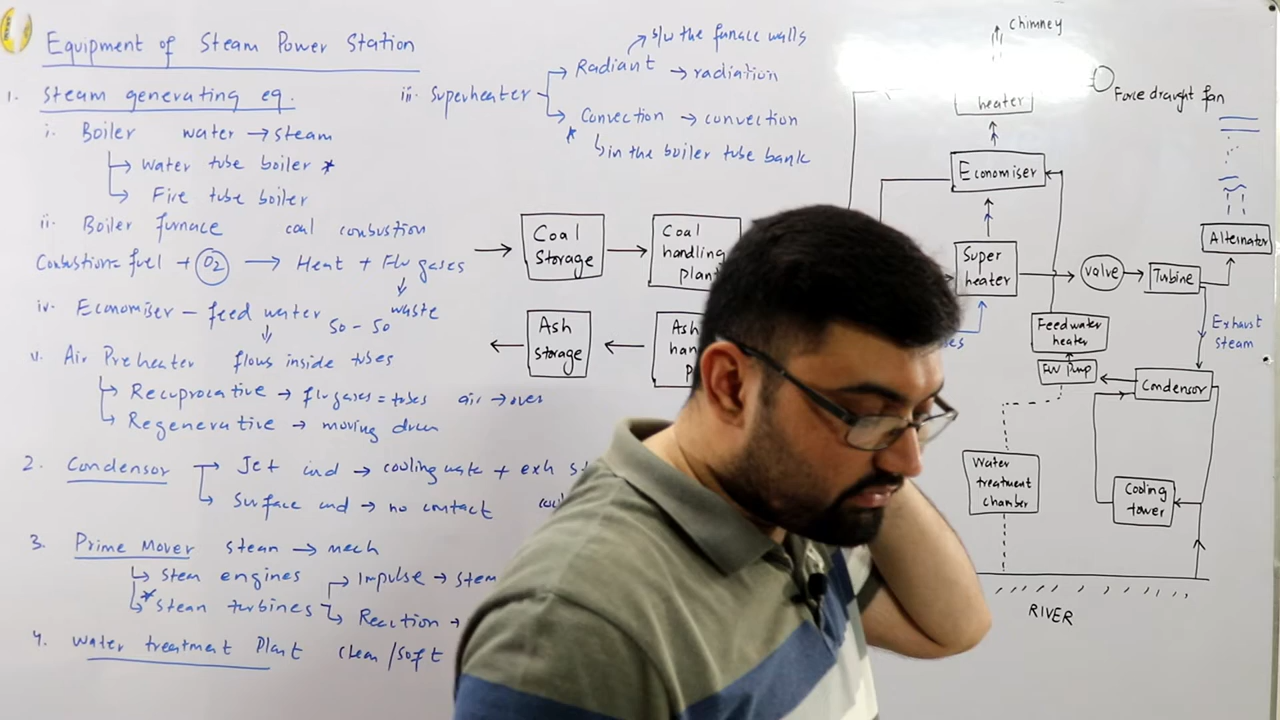 Equipment of Steam Power Station
1. Steam generating eq.
i. Boiler water → steam
water tube boiler *
Fire tube boiler
ii. Boiler furnace coal combustion
Combustion = fuel + O2 → Heat + Flu gases
waste
iv. Economiser – feed water
50 - 50
v. Air Preheater flows inside tubes
Recuprocative → flu gases = tubes air → over
Regenerative → moving drum
2. Condensor Jet cnd → cooling wate + exh
Surface cnd → no contact
3. Prime Mover steam → mech
steam engines
* steam turbines
Impulse → stem
Reaction →
4. water treatment Plant clean / soft
iii. Superheater
Radiant → radiation
b/w the funace walls
* Convection → convection
in the boiler tube bank
Coal Storage
Coal handling plant
Ash storage
Ash
chimney
heater
Force draught fan
Economiser
Super heater
valve
Turbine
Alternator
Exhaust steam
Feedwater heater
FW Pump
Condensor
Water treatment chamber
Cooling tower
RIVER